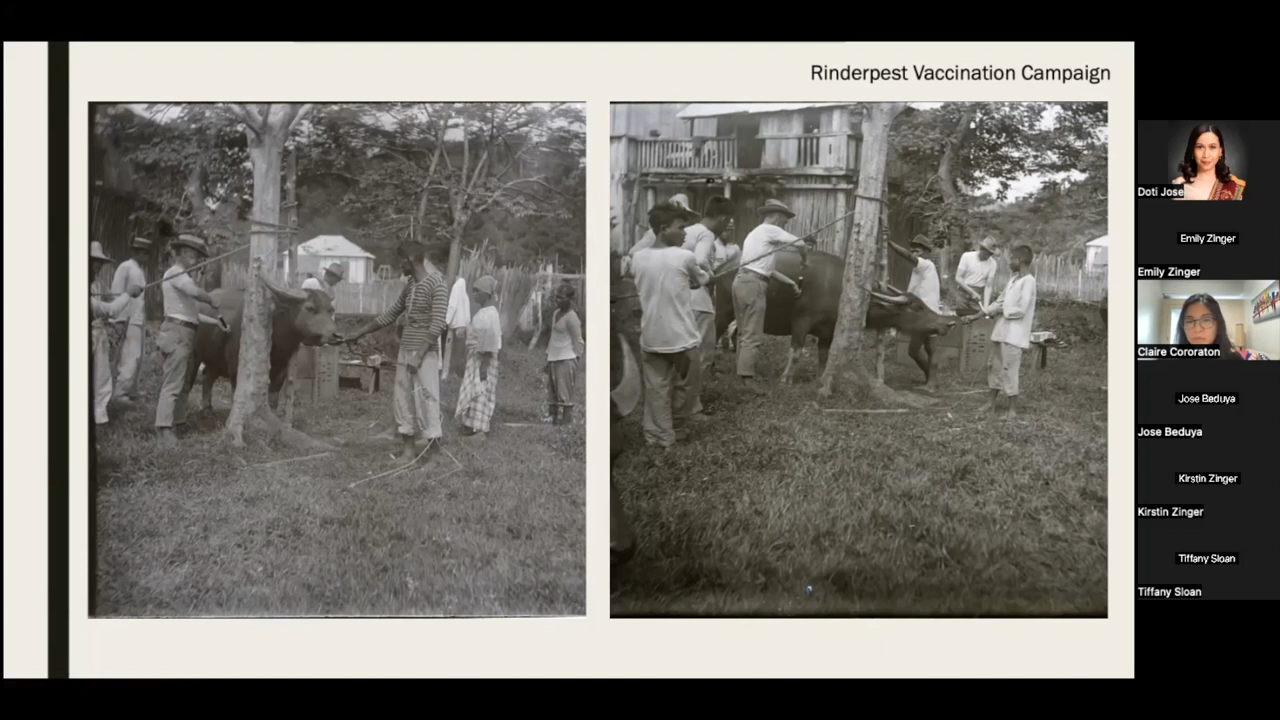 Rinderpest Vaccination Campaign
Doti Jose
Emily Zinger
Emily Zinger
Claire Cororaton
Jose Beduya
Jose Beduya
Kirstin Zinger
Kirstin Zinger
Tiffany Sloan
Tiffany Sloan